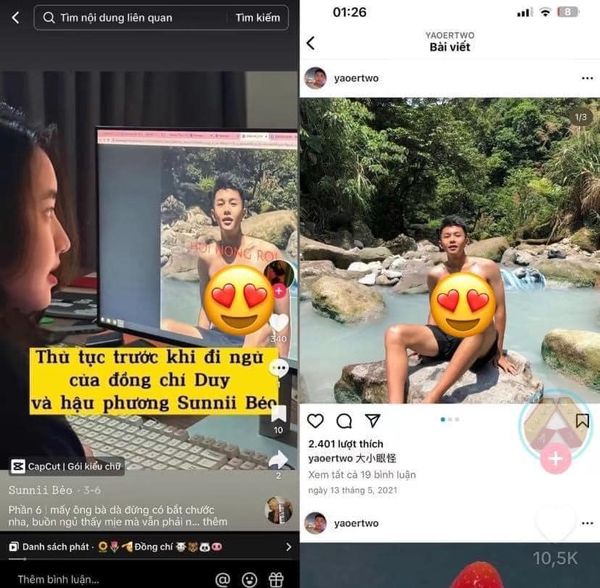 Tìm nội dung liên quan
Tìm kiếm
HƠI NÓNG RỒI
340
Thủ tục trước khi đi ngủ
của đồng chí Duy
và hậu phương Sunnii Béo
10
2
CapCut | Gói kiểu chữ
Sunnii Béo · 3-6
Phần 6 | mấy ông bà dà đừng có bắt chước
nha, buồn ngủ thấy mịe mà vẫn phải n... thêm
Danh sách phát · Đồng chí
Thêm bình luận...
01:26
8
YAOERTWO
Bài viết
yaoertwo
1/3
2.401 lượt thích
yaoertwo 大小眼怪
Xem tất cả 19 bình luận
ngày 13 tháng 5, 2021
yaoertwo
10,5K